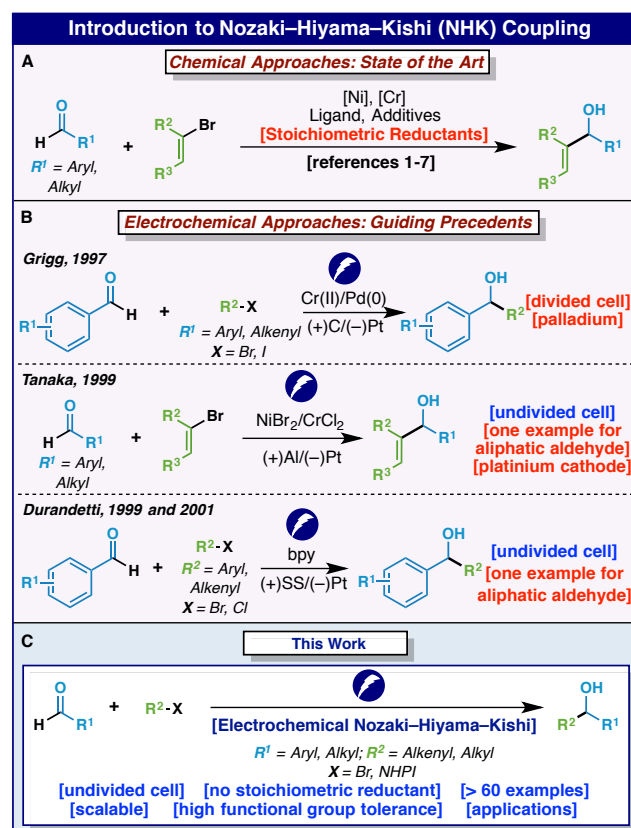 Introduction to Nozaki–Hiyama–Kishi (NHK) Coupling
A
Chemical Approaches: State of the Art
O
H
R¹
R¹ = Aryl,
Alkyl
+
R²
Br
R³
[Ni], [Cr]
Ligand, Additives
[Stoichiometric Reductants]
[references 1-7]
OH
R²
R¹
R³
B
Electrochemical Approaches: Guiding Precedents
Grigg, 1997
O
H
R¹
+
R²-X
R¹ = Aryl, Alkenyl
X = Br, I
Cr(II)/Pd(0)
(+)C/(−)Pt
OH
R²
R¹
[divided cell]
[palladium]
Tanaka, 1999
O
H
R¹
R¹ = Aryl,
Alkyl
+
R²
Br
R³
NiBr₂/CrCl₂
(+)Al/(−)Pt
OH
R²
R¹
R³
[undivided cell]
[one example for
aliphatic aldehyde]
[platinium cathode]
Durandetti, 1999 and 2001
O
H
R¹
+
R²-X
R² = Aryl,
Alkenyl
X = Br, Cl
bpy
(+)SS/(−)Pt
OH
R²
R¹
[undivided cell]
[one example for
aliphatic aldehyde]
C
This Work
O
H
R¹
+
R²-X
[Electrochemical Nozaki–Hiyama–Kishi]
OH
R²
R¹
R¹ = Aryl, Alkyl; R² = Alkenyl, Alkyl
X = Br, NHPI
[undivided cell] [no stoichiometric reductant] [> 60 examples]
[scalable] [high functional group tolerance] [applications]